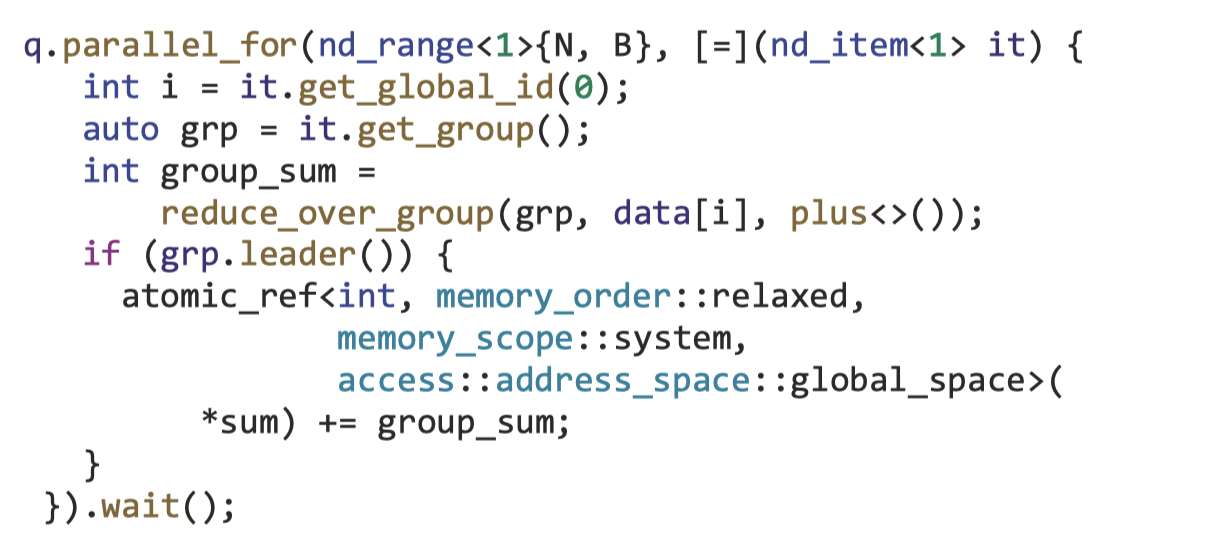 q.parallel_for(nd_range<1>{N, B}, [=](nd_item<1> it) {
int i = it.get_global_id(0);
auto grp = it.get_group();
int group_sum =
reduce_over_group(grp, data[i], plus<>());
if (grp.leader()) {
atomic_ref<int, memory_order::relaxed,
memory_scope::system,
access::address_space::global_space>(
*sum) += group_sum;
}
}).wait();